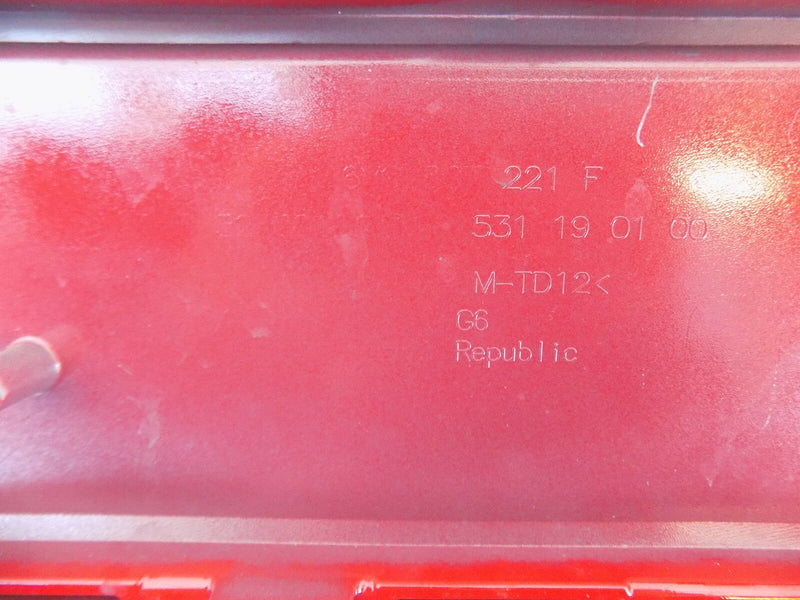 221 F
531 19 01 00
M-TD12<
G6
Republic